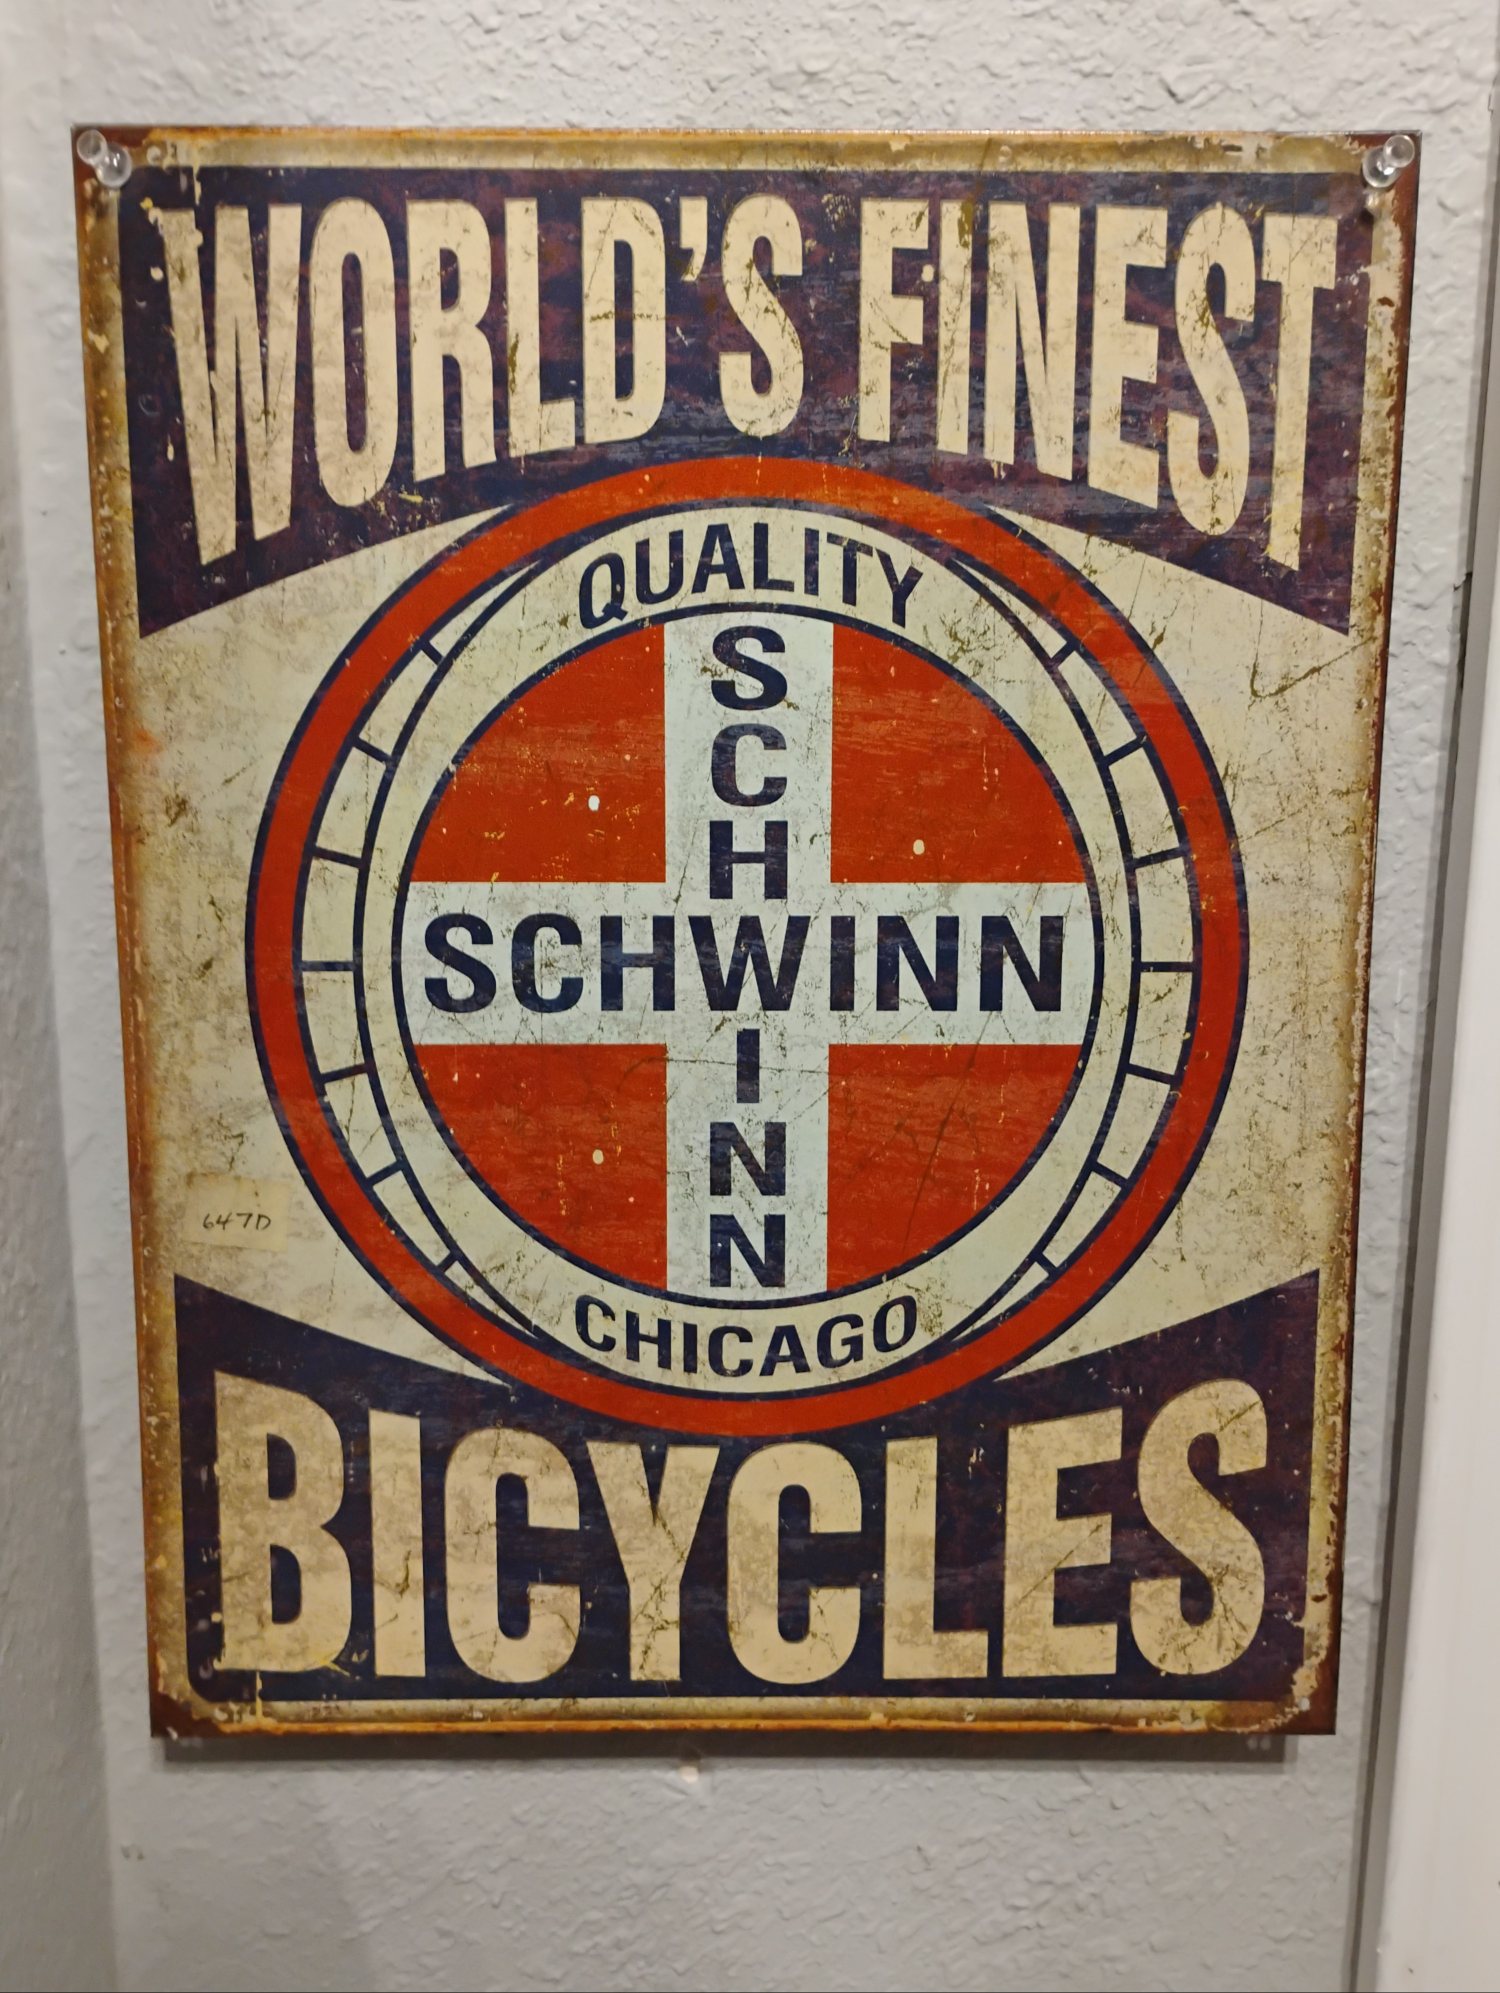 WORLD'S FINEST
QUALITY
SCHWINN
SCHWINN
CHICAGO
647D
BICYCLES